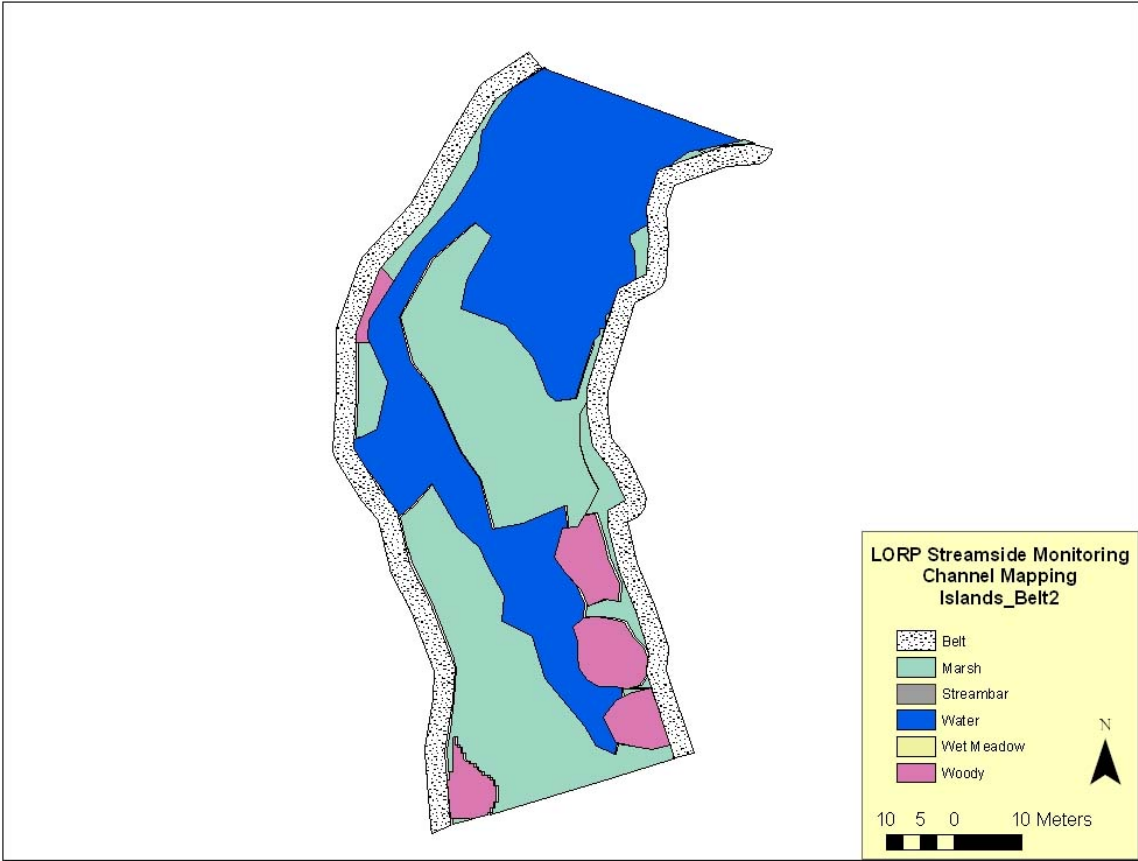 LORP Streamside Monitoring
Channel Mapping
Islands_Belt2
Belt
Marsh
Streambar
Water
Wet Meadow
Woody
N
10 5 0 10 Meters